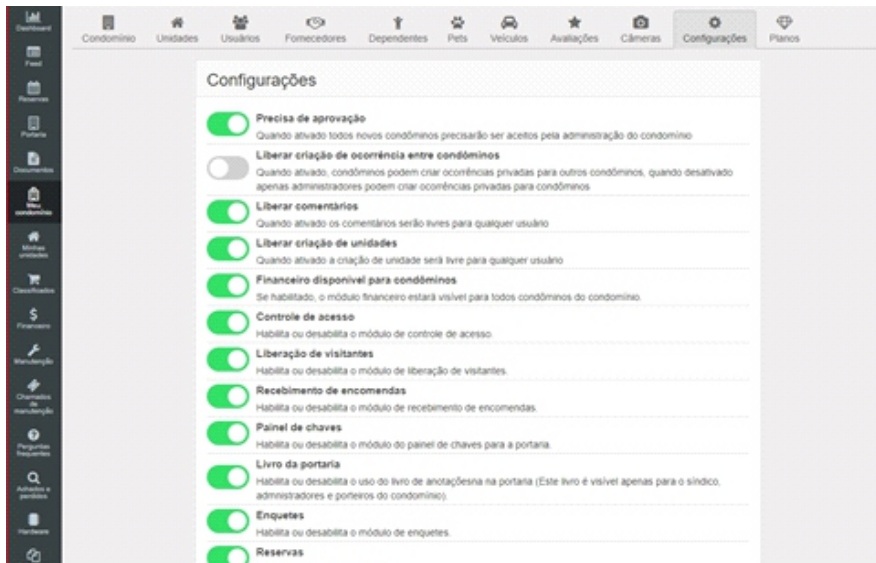 Dashboard
Feed
Reservas
Portaria
Documentos
Meu
condomínio
Minhas
unidades
Classificados
Financeiro
Manutenção
Chamados
de
manutenção
Perguntas
frequentes
Achados e
perdidos
Hardware
Condomínio Unidades Usuários Fornecedores Dependentes Pets Veículos Avaliações Câmeras Configurações Planos
Configurações
Precisa de aprovação
Quando ativado todos novos condôminos precisarão ser aceitos pela administração do condomínio
Liberar criação de ocorrência entre condôminos
Quando ativado, condôminos podem criar ocorrências privadas para outros condôminos, quando desativado
apenas administradores podem criar ocorrências privadas para condôminos
Liberar comentários
Quando ativado os comentários serão livres para qualquer usuário
Liberar criação de unidades
Quando ativado a criação de unidade será livre para qualquer usuário
Financeiro disponivel para condôminos
Se habilitado, o módulo financeiro estará visível para todos condôminos do condomínio.
Controle de acesso
Habilita ou desabilita o módulo de controle de acesso.
Liberação de visitantes
Habilita ou desabilita o módulo de liberação de visitantes.
Recebimento de encomendas
Habilita ou desabilita o módulo de recebimento de encomendas.
Painel de chaves
Habilita ou desabilita o módulo do painel de chaves para a portaria.
Livro da portaria
Habilita ou desabilita o uso do livro de anotaçõesna na portaria (Este livro é visível apenas para o síndico,
admnistradores e porteiros do condomínio).
Enquetes
Habilita ou desabilita o módulo de enquetes.
Reservas